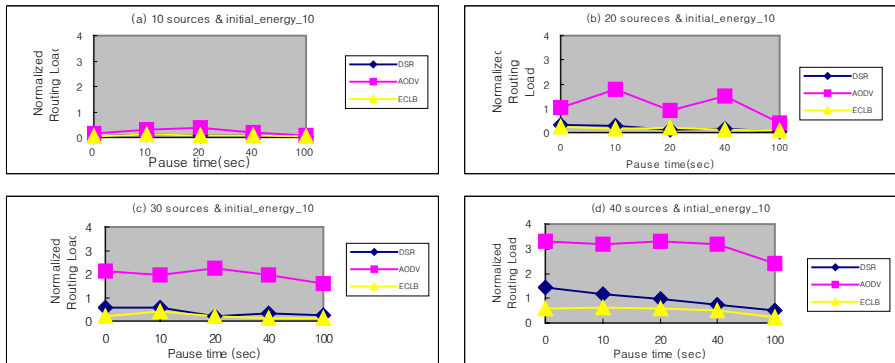 (a) 10 sources & initial_energy_10
Normalized
Routing Load
4
3
2
1
0
0 10 20 40 100
Pause time(sec)
DSR
AODV
ECLB
(b) 20 soureces & initial_energy_10
Normalized
Routing
Load
4
3
2
1
0
0 10 20 40 100
Pause time(sec)
DSR
AODV
ECLB
(c) 30 sources & initial_energy_10
Normalized
Routing Load
4
3
2
1
0
0 10 20 40 100
Pause time (sec)
DSR
AODV
ECLB
(d) 40 sources & intial_energy_10
Normalized
Routing Load
4
3
2
1
0
0 10 20 40 100
Pause time (sec)
DSR
AODV
ECLB